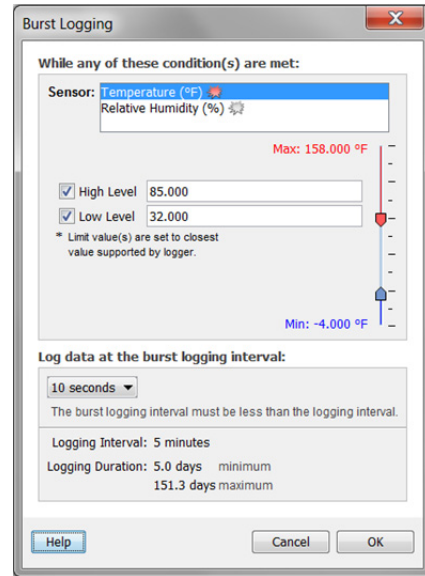 Burst Logging
While any of these condition(s) are met:
Sensor: Temperature (°F)
Relative Humidity (%)
Max: 158.000 °F
High Level 85.000
Low Level 32.000
* Limit value(s) are set to closest
value supported by logger.
Min: -4.000 °F
Log data at the burst logging interval:
10 seconds
The burst logging interval must be less than the logging interval.
Logging Interval: 5 minutes
Logging Duration: 5.0 days minimum
151.3 days maximum
Help Cancel OK